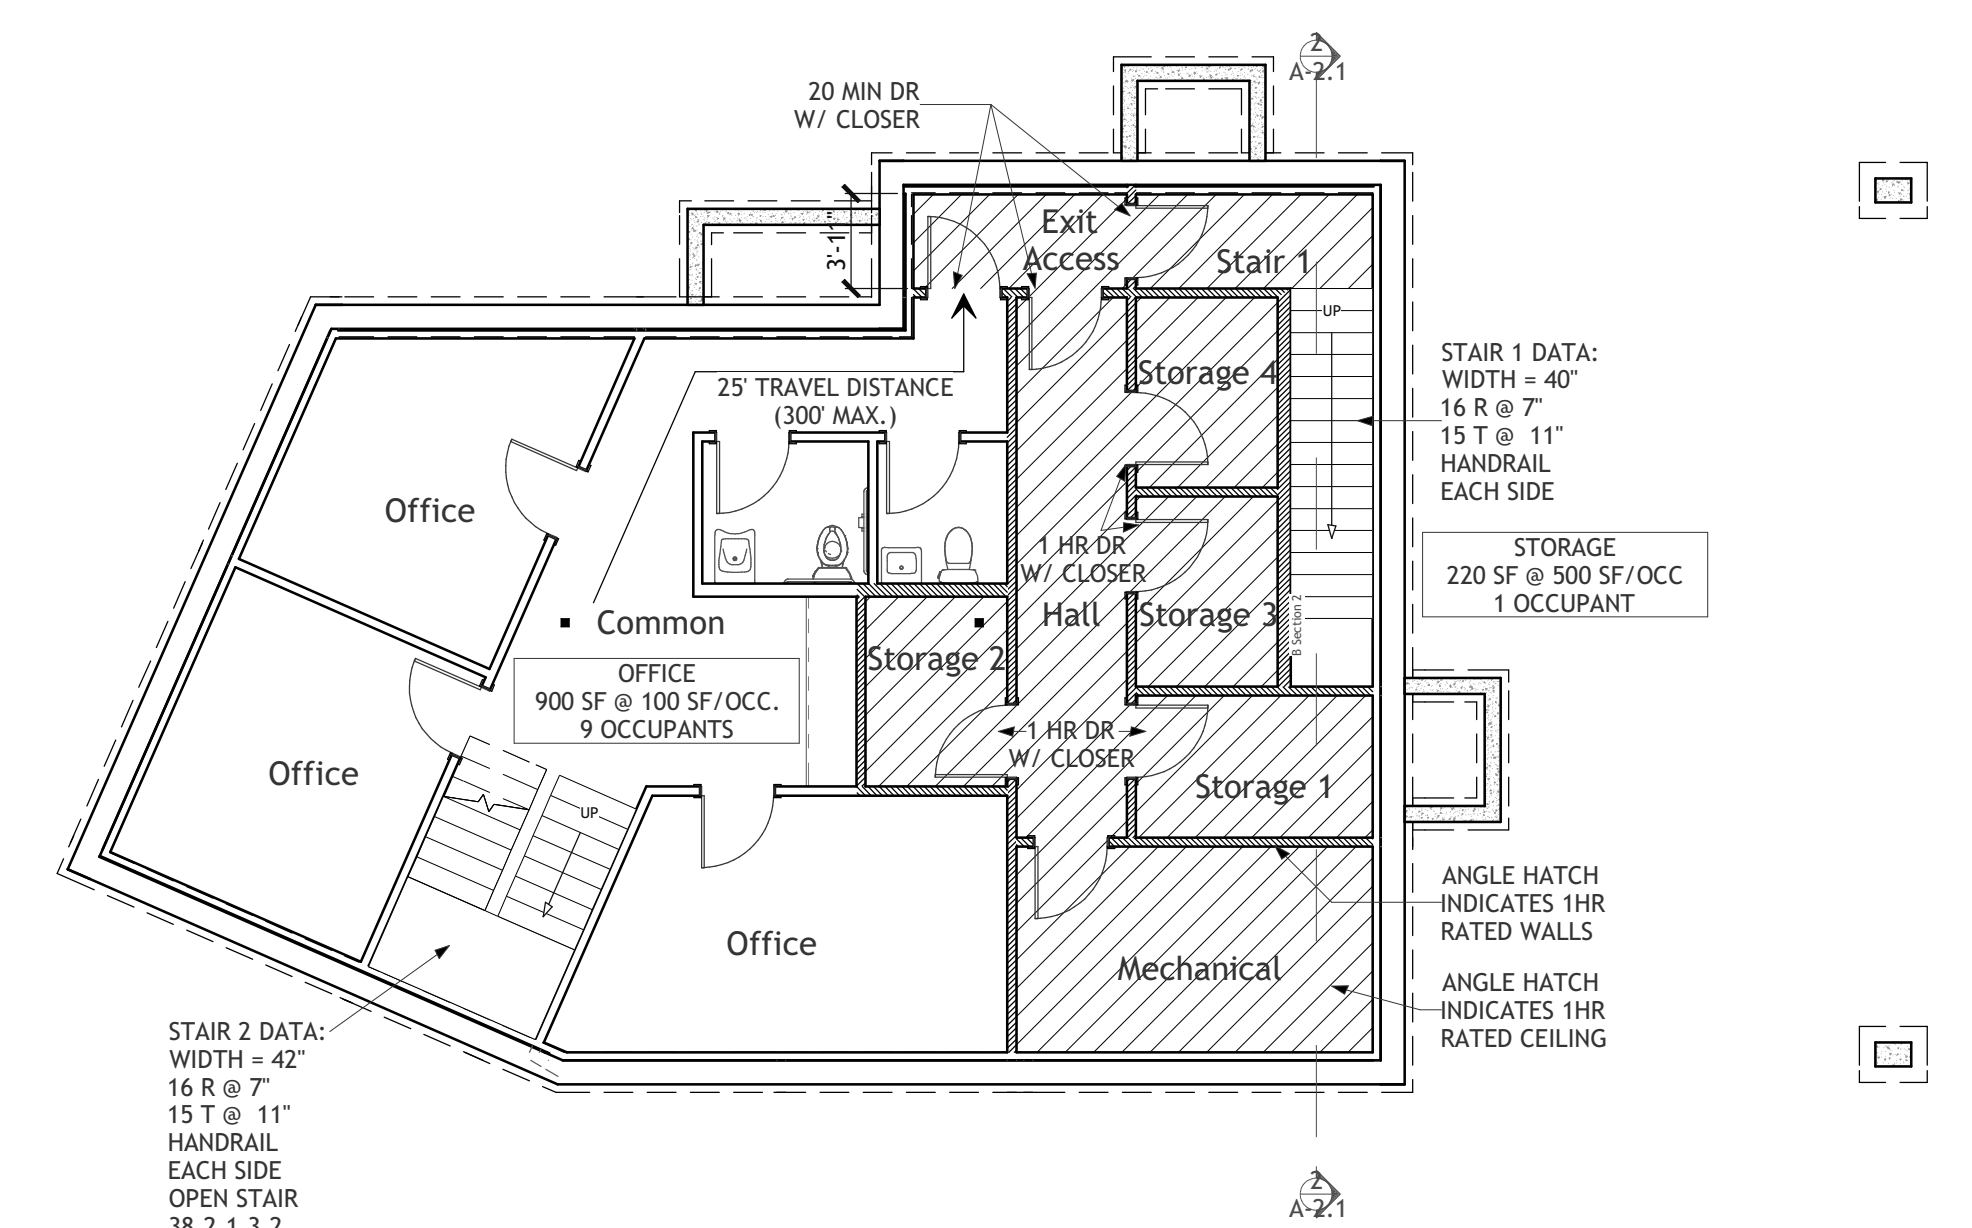 2
A-2.1
20 MIN DR
W/ CLOSER
3'-11"
Exit
Access
Stair 1
UP
Storage 4
25' TRAVEL DISTANCE
(300' MAX.)
STAIR 1 DATA:
WIDTH = 40"
16 R @ 7"
15 T @ 11"
HANDRAIL
EACH SIDE
Office
1 HR DR
W/ CLOSER
STORAGE
220 SF @ 500 SF/OCC
1 OCCUPANT
Common
Hall
Storage 3
B Section 2
Storage 2
OFFICE
900 SF @ 100 SF/OCC.
9 OCCUPANTS
1 HR DR
W/ CLOSER
Office
Storage 1
UP
Office
Mechanical
ANGLE HATCH
INDICATES 1HR
RATED WALLS
ANGLE HATCH
INDICATES 1HR
RATED CEILING
STAIR 2 DATA:
WIDTH = 42"
16 R @ 7"
15 T @ 11"
HANDRAIL
EACH SIDE
OPEN STAIR
38.2.1.3.2
2
A-2.1